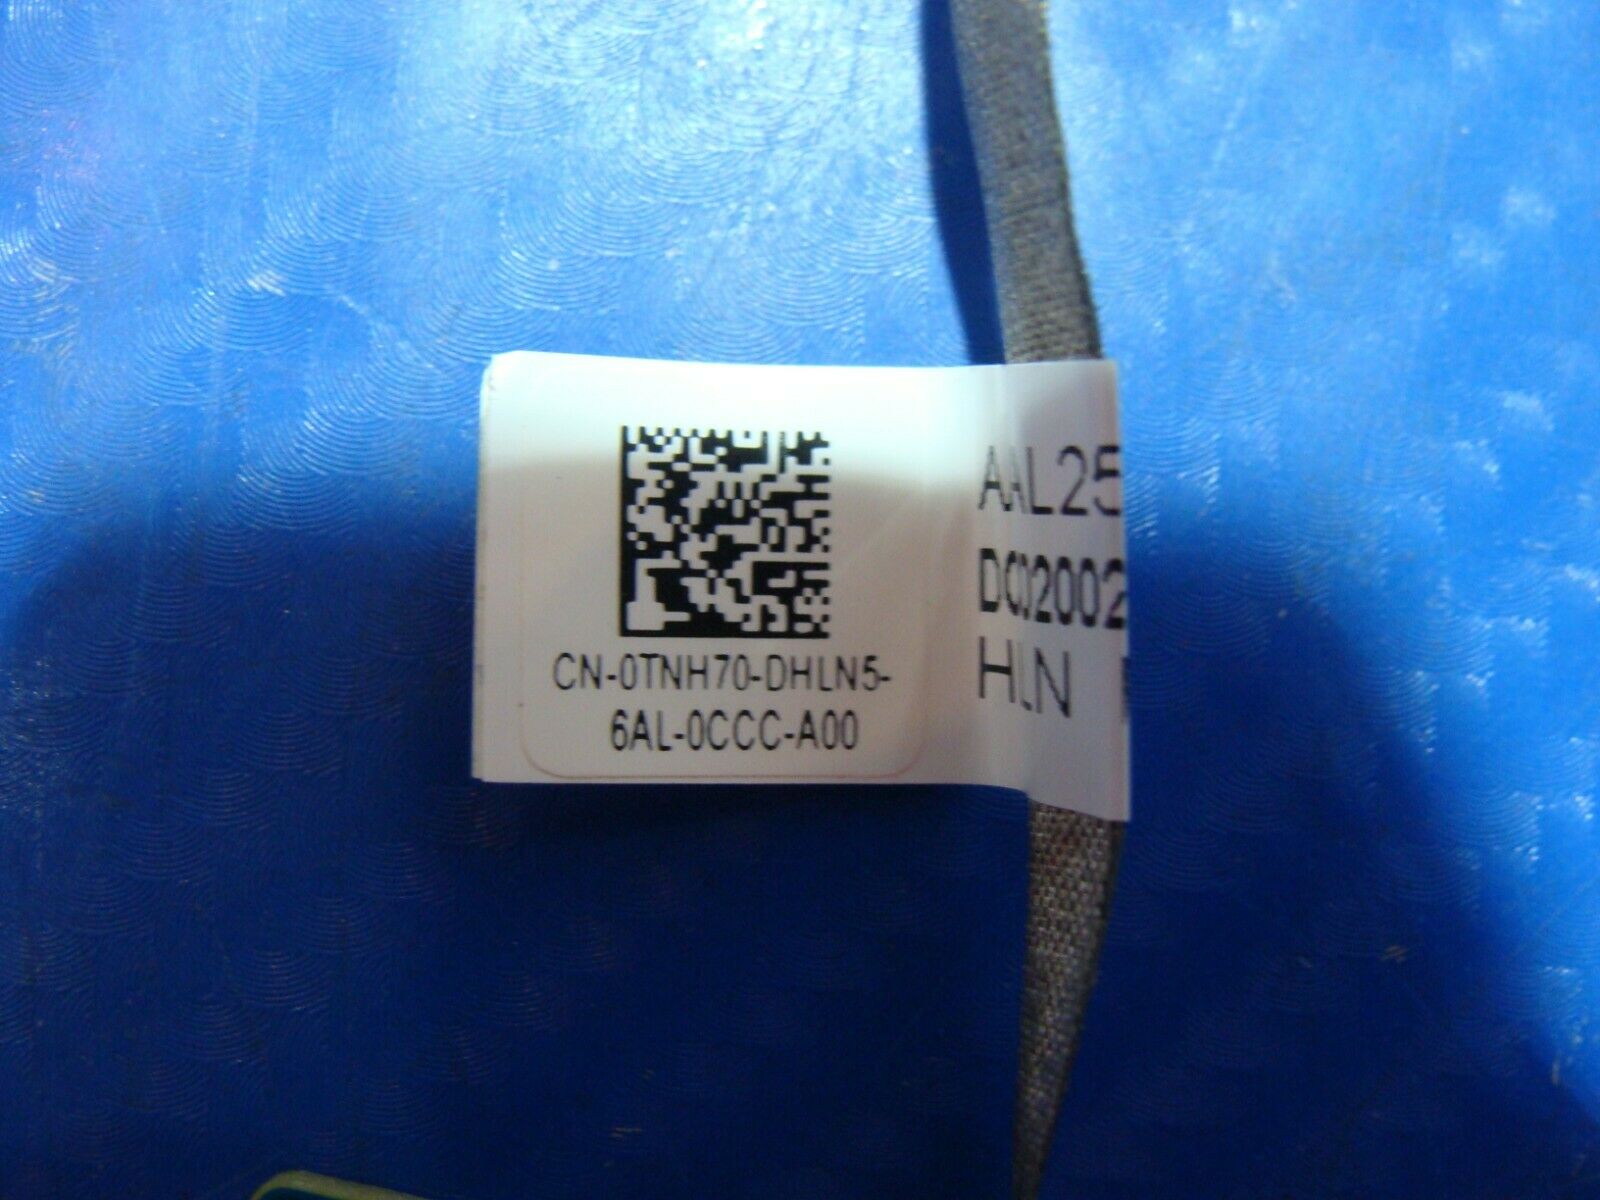 CN-0TNH70-DHLN5-
6AL-0CCC-A00
AAL25
DC02002
HLN